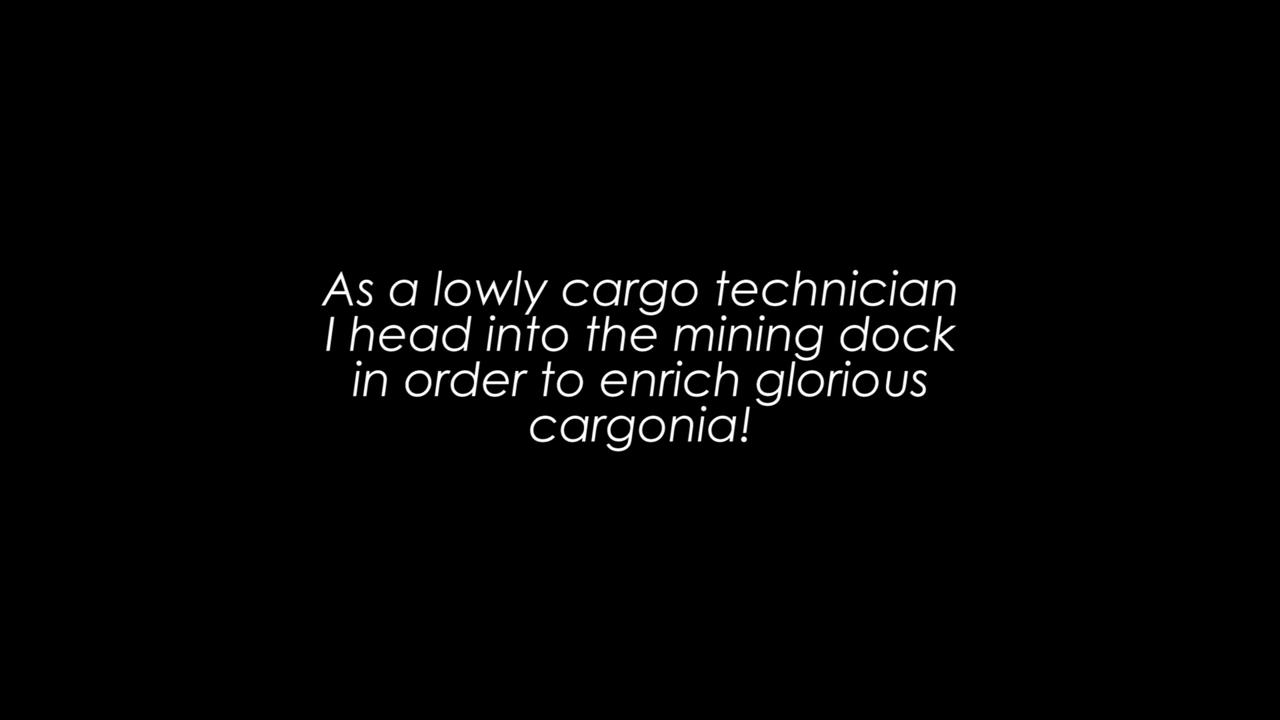 As a lowly cargo technician
I head into the mining dock
in order to enrich glorious
cargonia!